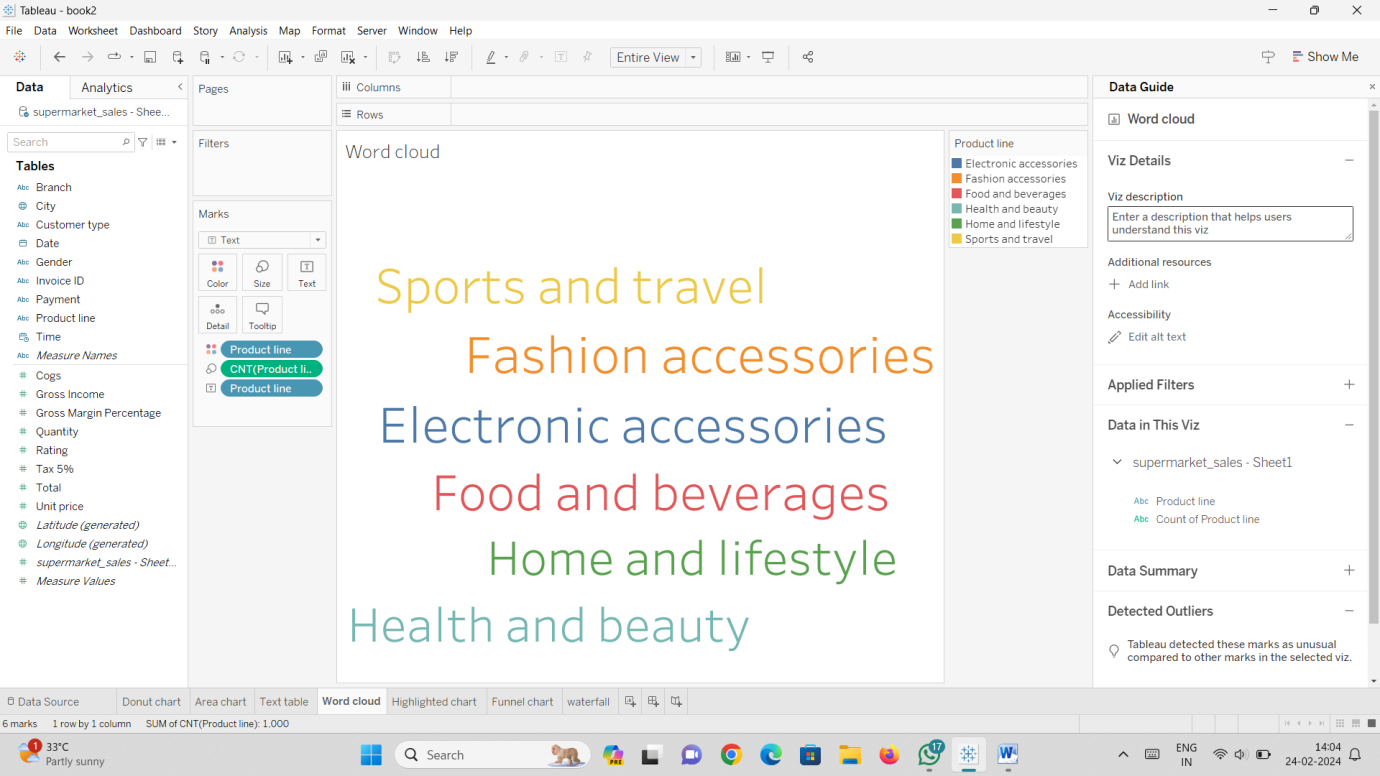 Tableau - book2
File Data Worksheet Dashboard Story Analysis Map Format Server Window Help
Entire View
Show Me
Data Analytics
supermarket_sales - Shee...
Search
Tables
Abc Branch
City
Abc Customer type
Date
Abc Gender
Abc Invoice ID
Abc Payment
Abc Product line
Time
Abc Measure Names
# Cogs
# Gross Income
# Gross Margin Percentage
# Quantity
# Rating
# Tax 5%
# Total
# Unit price
Latitude (generated)
Longitude (generated)
# supermarket_sales - Sheet...
# Measure Values
Pages
Filters
Marks
T Text
Color Size Text
Detail Tooltip
Product line
CNT(Product li..
Product line
Columns
Rows
Word cloud
Sports and travel
Fashion accessories
Electronic accessories
Food and beverages
Home and lifestyle
Health and beauty
Product line
Electronic accessories
Fashion accessories
Food and beverages
Health and beauty
Home and lifestyle
Sports and travel
Data Guide
Word cloud
Viz Details
Viz description
Enter a description that helps users
understand this viz
Additional resources
Add link
Accessibility
Edit alt text
Applied Filters
Data in This Viz
supermarket_sales - Sheet1
Abc Product line
Abc Count of Product line
Data Summary
Detected Outliers
Tableau detected these marks as unusual
compared to other marks in the selected viz.
Data Source Donut chart Area chart Text table Word cloud Highlighted chart Funnel chart waterfall
6 marks 1 row by 1 column SUM of CNT(Product line): 1,000
1
33°C
Partly sunny
Search
PRE
17
W
ENG
IN
14:04
24-02-2024